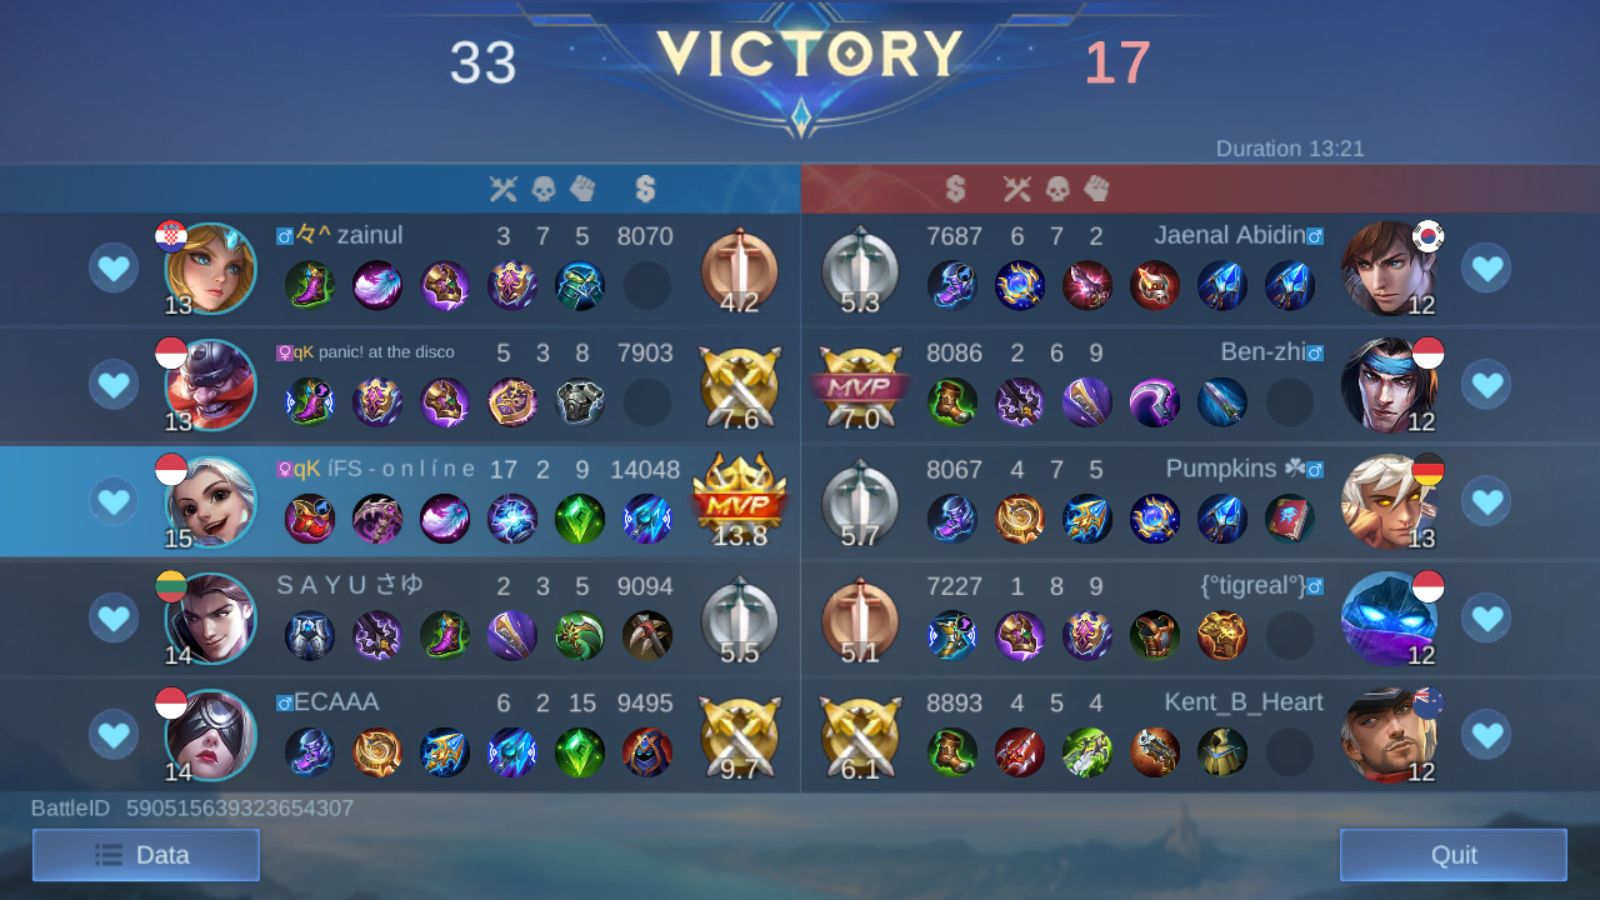 33 VICTORY 17
Duration 13:21
々^ zainul 3 7 5 8070
13 4.2
5.3 7687 6 7 2 Jaenal Abidin
12
qK panic! at the disco 5 3 8 7903
13 7.6
MVP 7.0 8086 2 6 9 Ben-zhi
12
qK íFS - o n l í n e 17 2 9 14048
15 MVP 13.8
5.7 8067 4 7 5 Pumpkins ☘
13
S A Y U さゆ 2 3 5 9094
14 5.5
5.1 7227 1 8 9 {°tigreal°}
12
ECAAA 6 2 15 9495
14 9.7
6.1 8893 4 5 4 Kent_B_Heart
12
BattleID 590515639323654307
Data
Quit